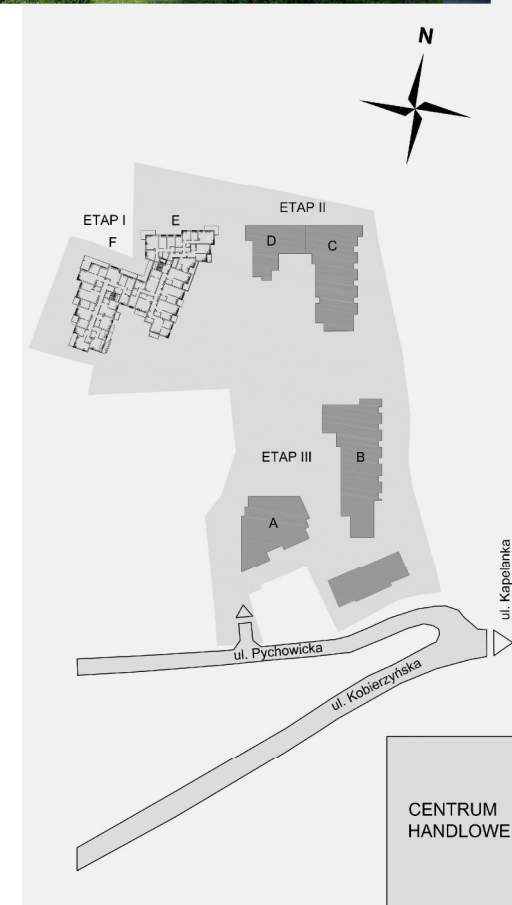 N
ETAP I
F
E
ETAP II
D
C
ETAP III
B
A
ul. Kapelanka
ul. Pychowicka
ul. Kobierzyńska
CENTRUM
HANDLOWE